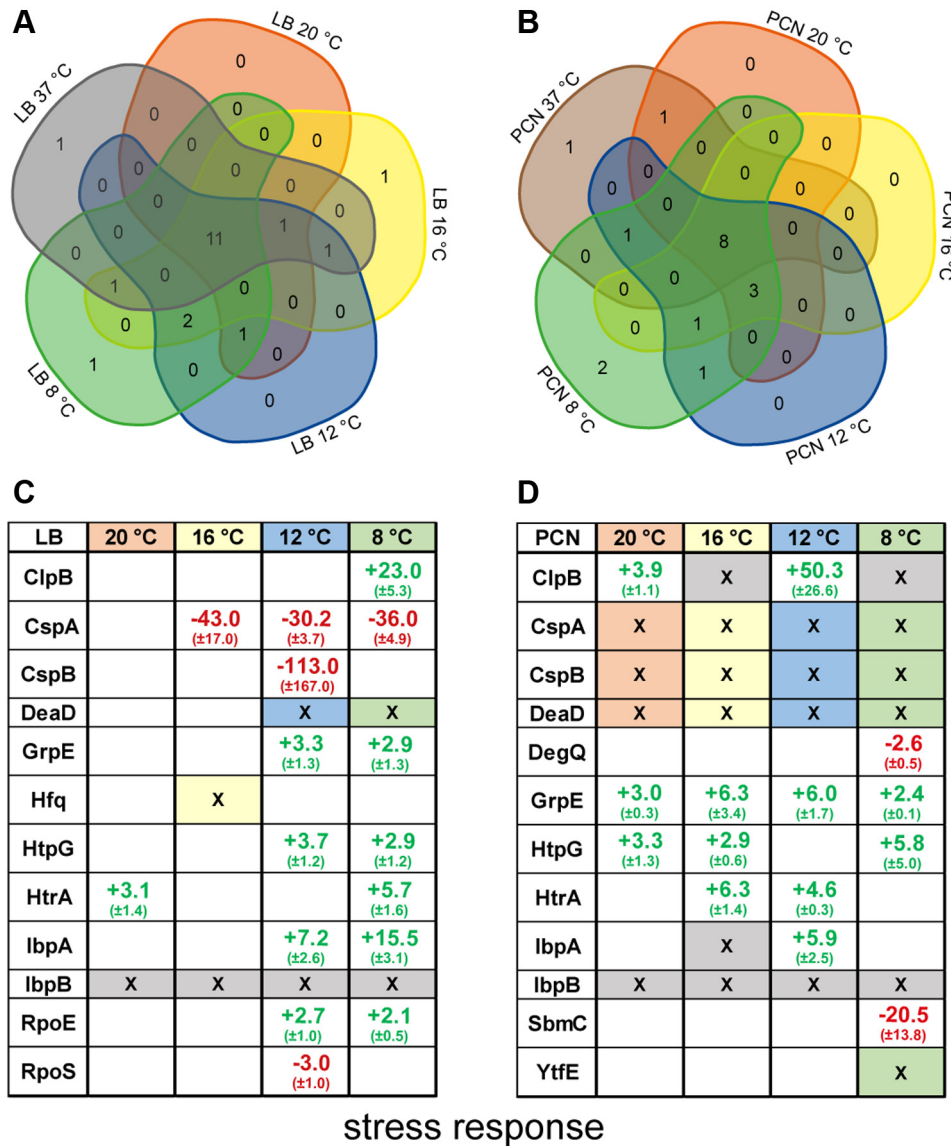 A
LB 20 °C
LB 37 °C
LB 16 °C
LB 8 °C
LB 12 °C
0
0
0
1
0
0
0
1
0
0
0
0
0
0
0
0
11
1
1
0
0
1
0
0
0
0
0
2
1
0
1
0
0
B
PCN 20 °C
PCN 37 °C
PCN 16 °C
PCN 8 °C
PCN 12 °C
0
0
1
0
0
1
0
0
0
0
0
0
0
0
1
8
0
0
0
0
0
3
0
0
0
1
0
2
1
0
C
LB 20 °C 16 °C 12 °C 8 °C
ClpB +23.0
(±5.3)
CspA -43.0 -30.2 -36.0
(±17.0) (±3.7) (±4.9)
CspB -113.0
(±167.0)
DeaD X X
GrpE +3.3 +2.9
(±1.3) (±1.3)
Hfq X
HtpG +3.7 +2.9
(±1.2) (±1.2)
HtrA +3.1 +5.7
(±1.4) (±1.6)
IbpA +7.2 +15.5
(±2.6) (±3.1)
IbpB X X X X
RpoE +2.7 +2.1
(±1.0) (±0.5)
RpoS -3.0
(±1.0)
D
PCN 20 °C 16 °C 12 °C 8 °C
ClpB +3.9 X +50.3 X
(±1.1) (±26.6)
CspA X X X X
CspB X X X X
DeaD X X X X
DegQ -2.6
(±0.5)
GrpE +3.0 +6.3 +6.0 +2.4
(±0.3) (±3.4) (±1.7) (±0.1)
HtpG +3.3 +2.9 +5.8
(±1.3) (±0.6) (±5.0)
HtrA +6.3 +4.6
(±1.4) (±0.3)
IbpA X +5.9
(±2.5)
IbpB X X X X
SbmC -20.5
(±13.8)
YtfE X
stress response